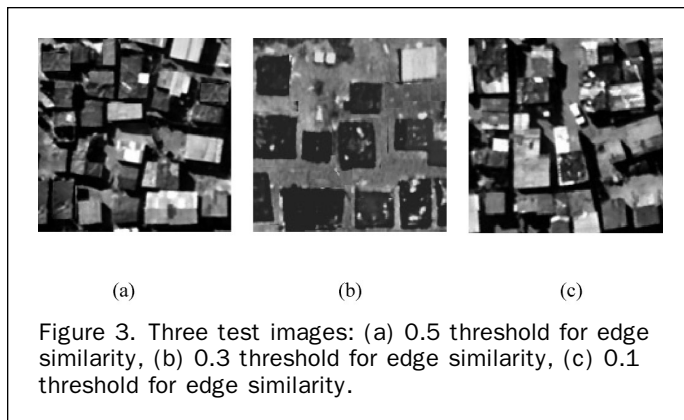 (a)
(b)
(c)
Figure 3. Three test images: (a) 0.5 threshold for edge
similarity, (b) 0.3 threshold for edge similarity, (c) 0.1
threshold for edge similarity.